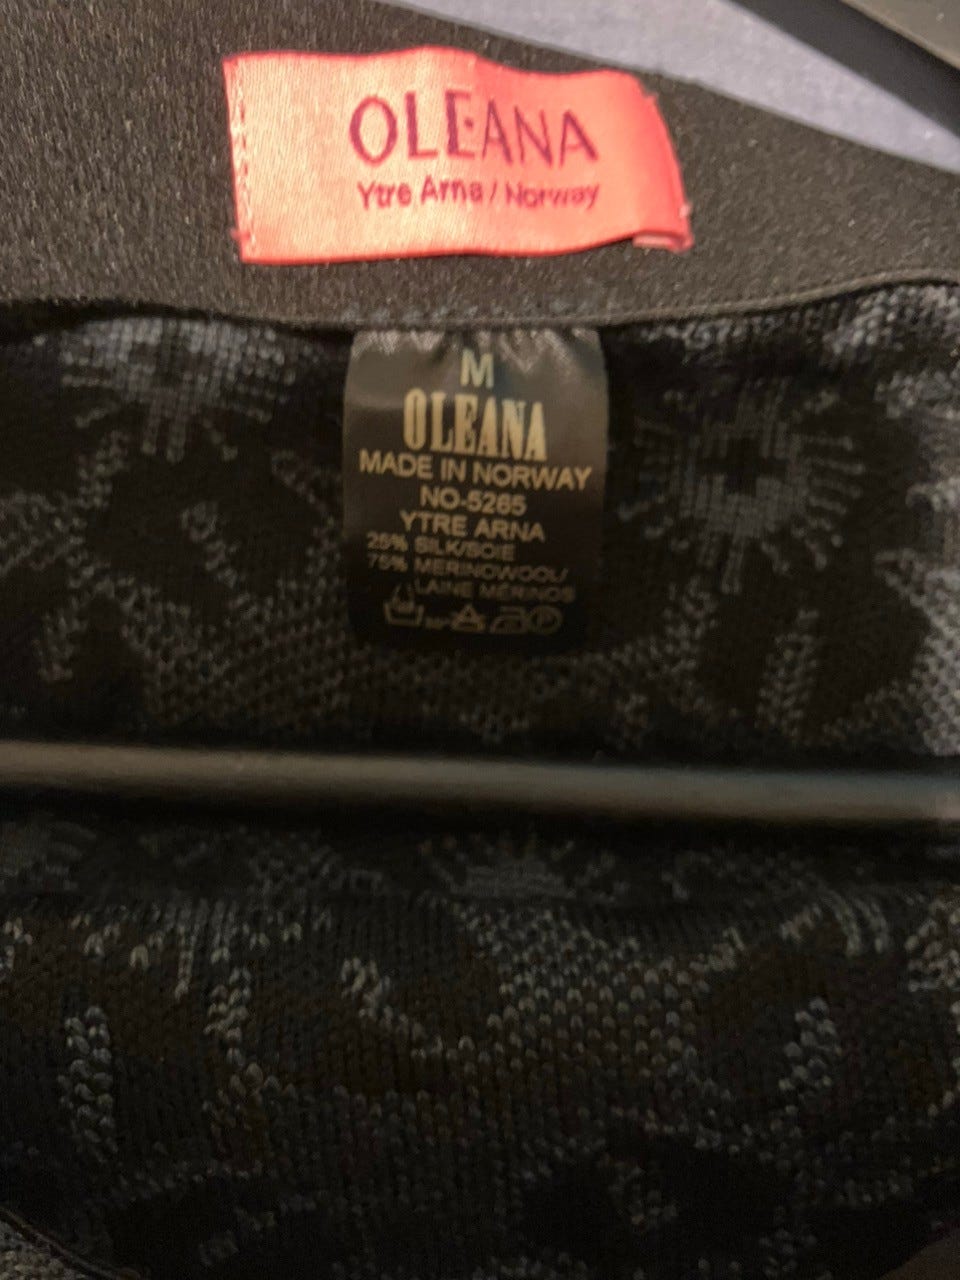 OLEANA
Ytre Arna / Norway
M
OLEANA
MADE IN NORWAY
NO-5265
YTRE ARNA
25% SILK/SOIE
75% MERINOWOOL/
LAINE MERINOS